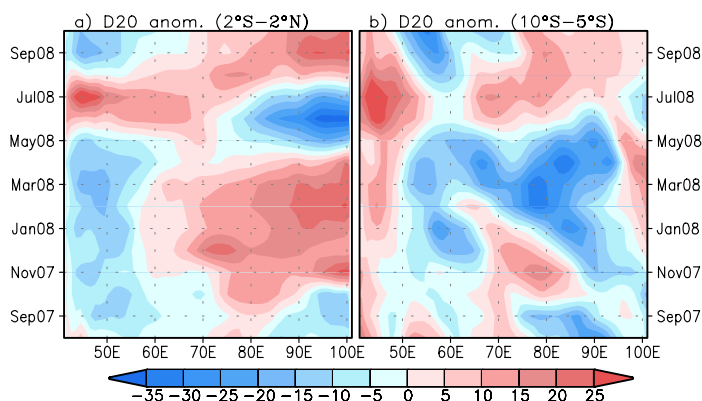 a) D20 anom. (2°S−2°N)
b) D20 anom. (10°S−5°S)
Sep08
Jul08
May08
Mar08
Jan08
Nov07
Sep07
Sep08
Jul08
May08
Mar08
Jan08
Nov07
Sep07
50E 60E 70E 80E 90E 100E
50E 60E 70E 80E 90E 100E
−35 −30 −25 −20 −15 −10 −5 0 5 10 15 20 25